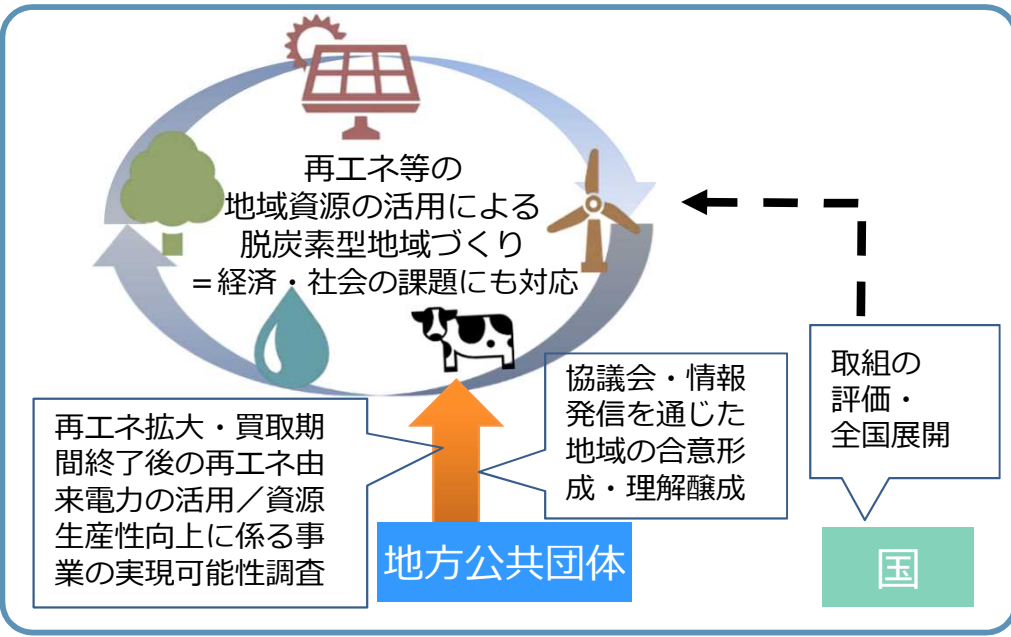 再エネ等の
地域資源の活用による
脱炭素型地域づくり
＝経済・社会の課題にも対応
取組の
評価・
全国展開
協議会・情報
発信を通じた
地域の合意形
成・理解醸成
再エネ拡大・買取期
間終了後の再エネ由
来電力の活用／資源
生産性向上に係る事
業の実現可能性調査
地方公共団体
国